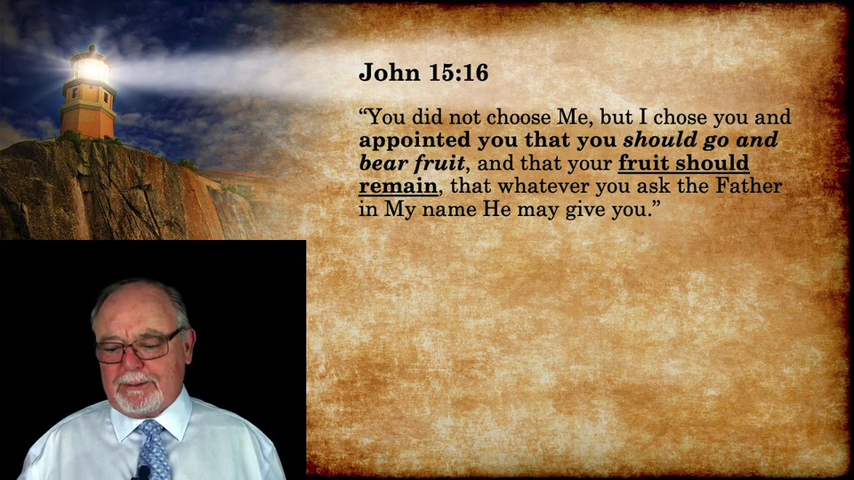 John 15:16
“You did not choose Me, but I chose you and
appointed you that you should go and
bear fruit, and that your fruit should
remain, that whatever you ask the Father
in My name He may give you.”